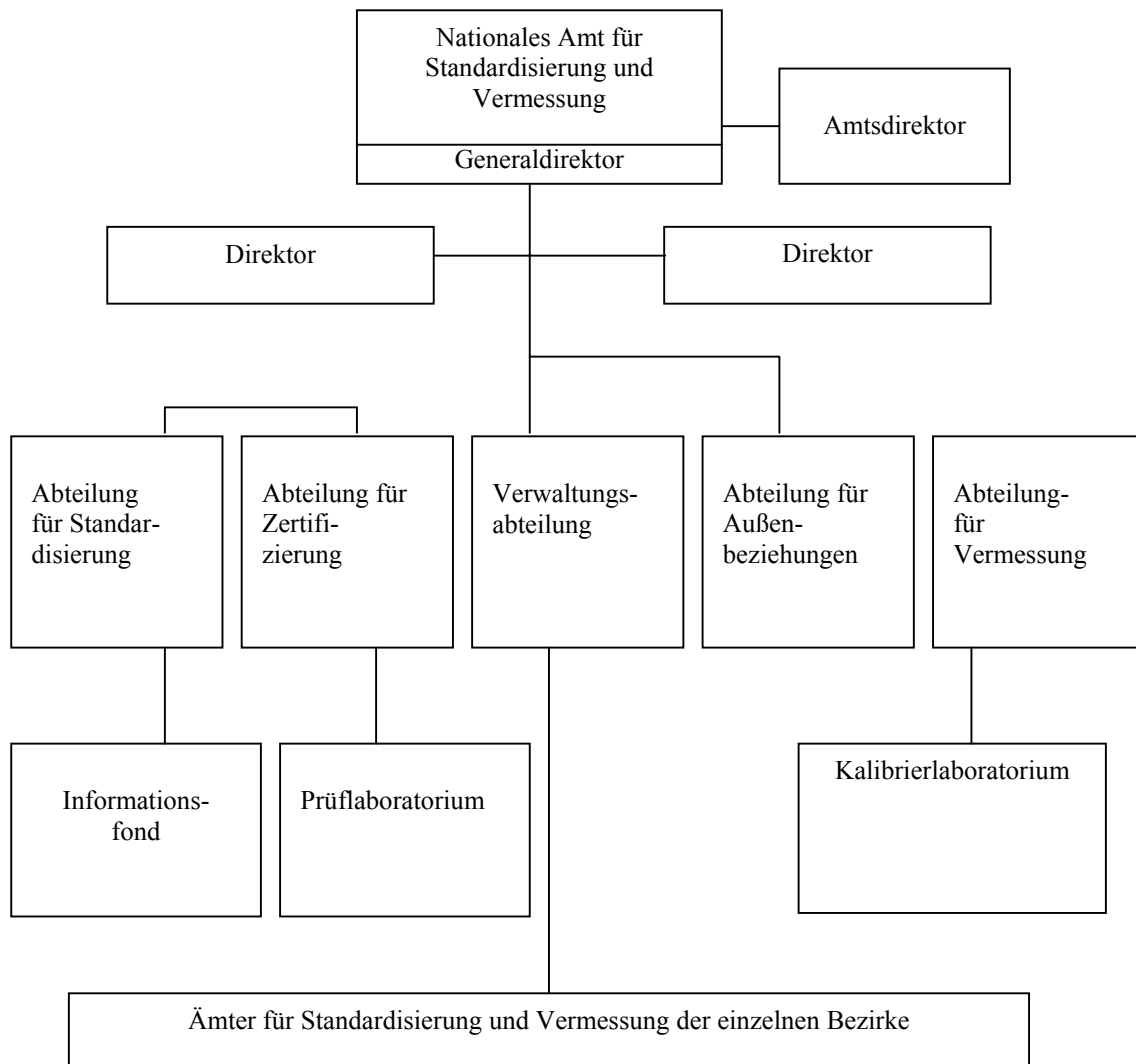 Nationales Amt für
Standardisierung und
Vermessung
Generaldirektor
Amtsdirektor
Direktor
Direktor
Abteilung
für Standar-
disierung
Abteilung für
Zertifi-
zierung
Verwaltungs-
abteilung
Abteilung für
Außen-
beziehungen
Abteilung-
für
Vermessung
Informations-
fond
Prüflaboratorium
Kalibrierlaboratorium
Ämter für Standardisierung und Vermessung der einzelnen Bezirke